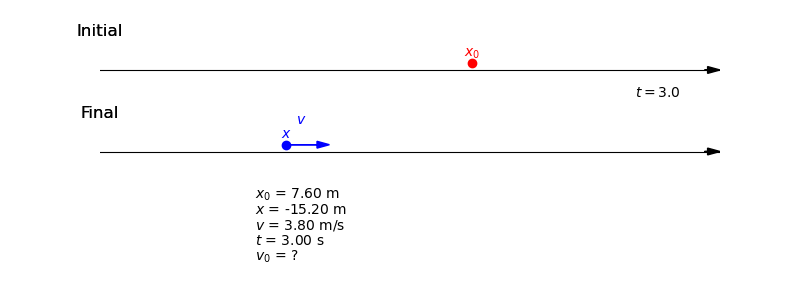 Initial
x₀
t = 3.0
Final
v
x
x₀ = 7.60 m
x = -15.20 m
v = 3.80 m/s
t = 3.00 s
v₀ = ?